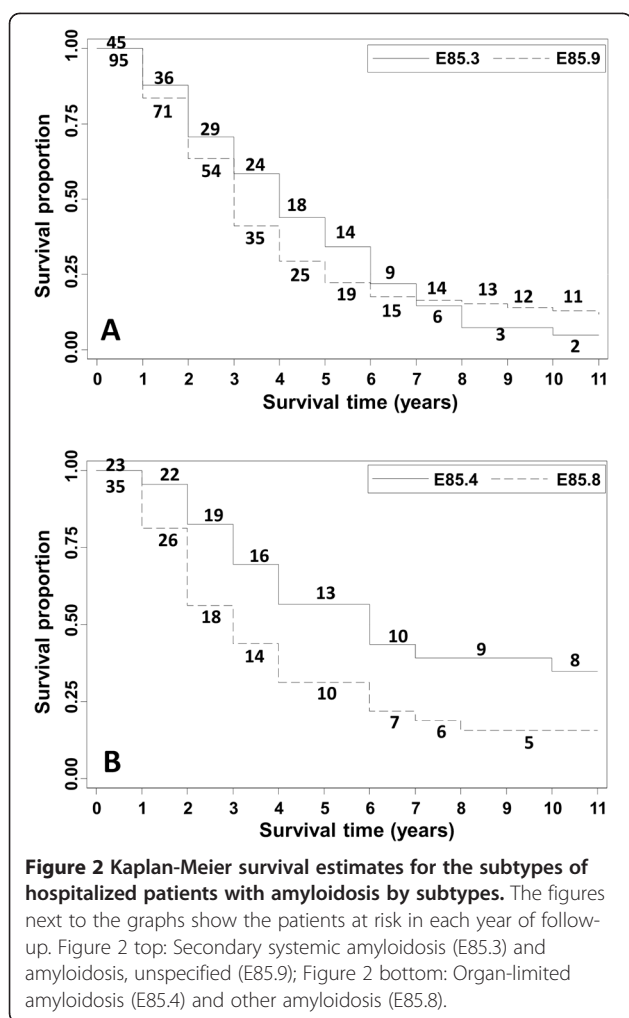 E85.3 E85.9
Survival proportion
1.00
0.75
0.50
0.25
0.00
45
95
36
71
29
54
24
35
18
25
14
19
9
15
14
6
13
3
12
11
2
A
0 1 2 3 4 5 6 7 8 9 10 11
Survival time (years)
E85.4 E85.8
Survival proportion
1.00
0.75
0.50
0.25
0.00
23
35
22
26
19
18
16
14
13
10
10
7
6
9
5
8
B
0 1 2 3 4 5 6 7 8 9 10 11
Survival time (years)
Figure 2 Kaplan-Meier survival estimates for the subtypes of
hospitalized patients with amyloidosis by subtypes. The figures
next to the graphs show the patients at risk in each year of follow-
up. Figure 2 top: Secondary systemic amyloidosis (E85.3) and
amyloidosis, unspecified (E85.9); Figure 2 bottom: Organ-limited
amyloidosis (E85.4) and other amyloidosis (E85.8).